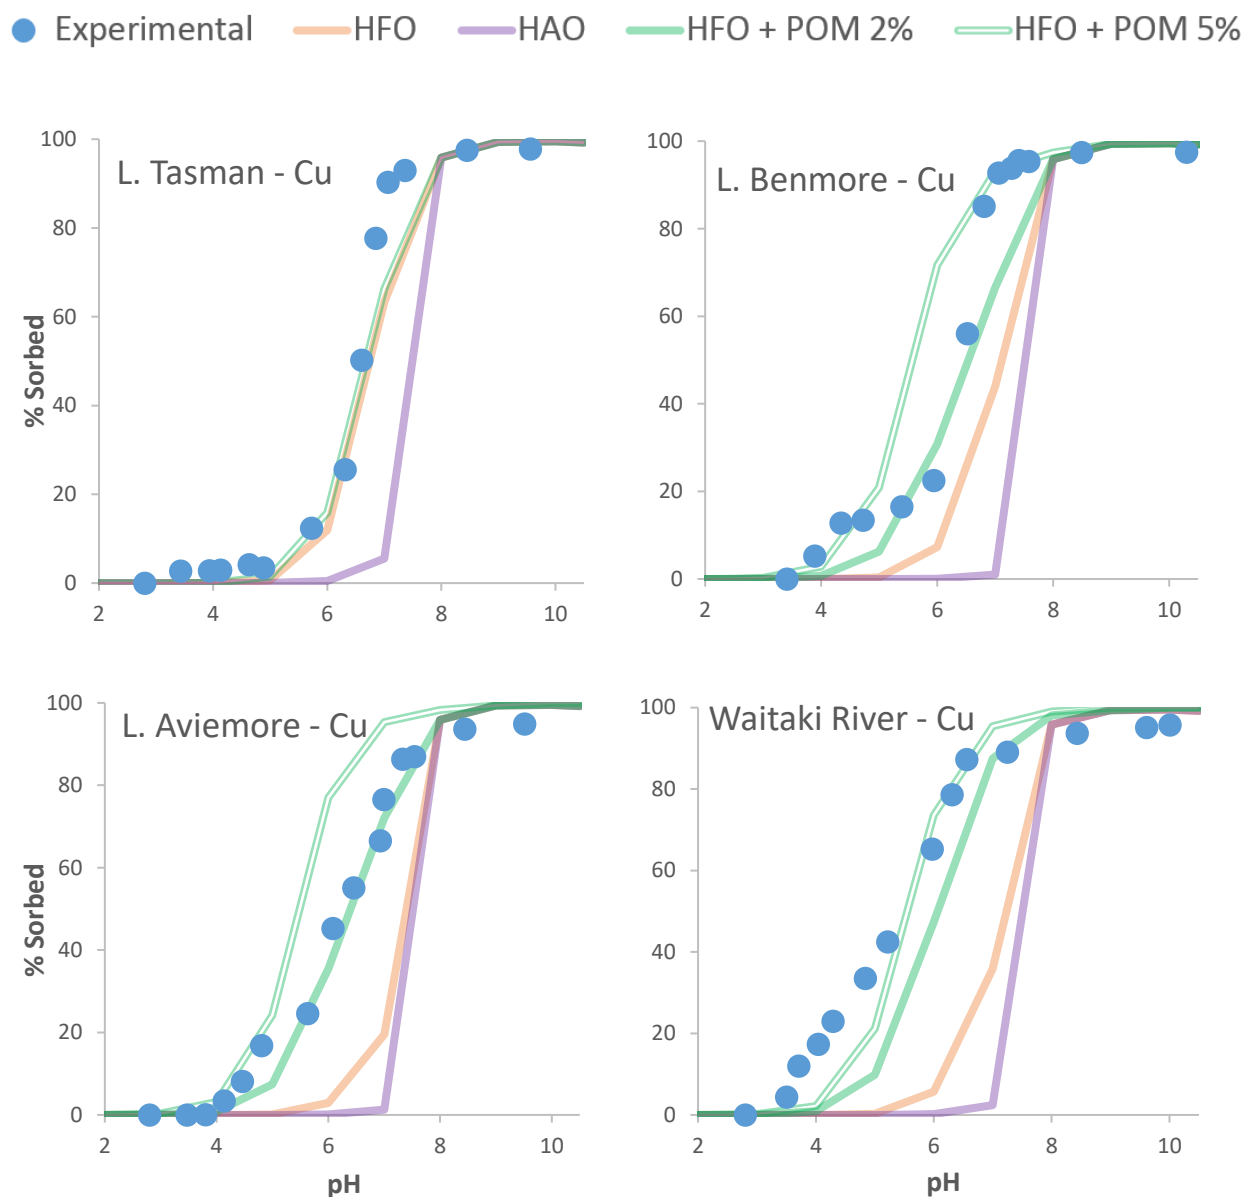 Experimental HFO HAO HFO + POM 2% HFO + POM 5%
L. Tasman - Cu
% Sorbed
100
80
60
40
20
0
2 4 6 8 10
L. Benmore - Cu
100
80
60
40
20
0
2 4 6 8 10
L. Aviemore - Cu
% Sorbed
100
80
60
40
20
0
2 4 6 8 10
pH
Waitaki River - Cu
100
80
60
40
20
0
2 4 6 8 10
pH